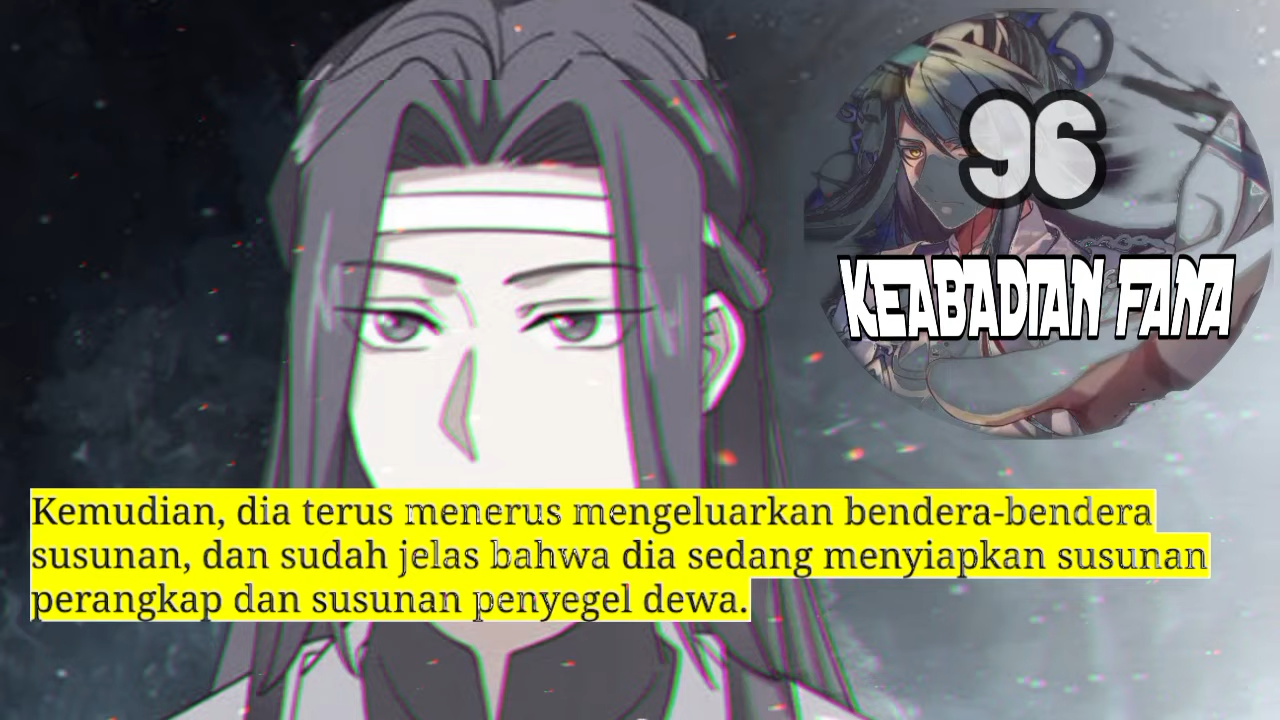 96
KEABADIAN FANA
Kemudian, dia terus menerus mengeluarkan bendera-bendera
susunan, dan sudah jelas bahwa dia sedang menyiapkan susunan
perangkap dan susunan penyegel dewa.